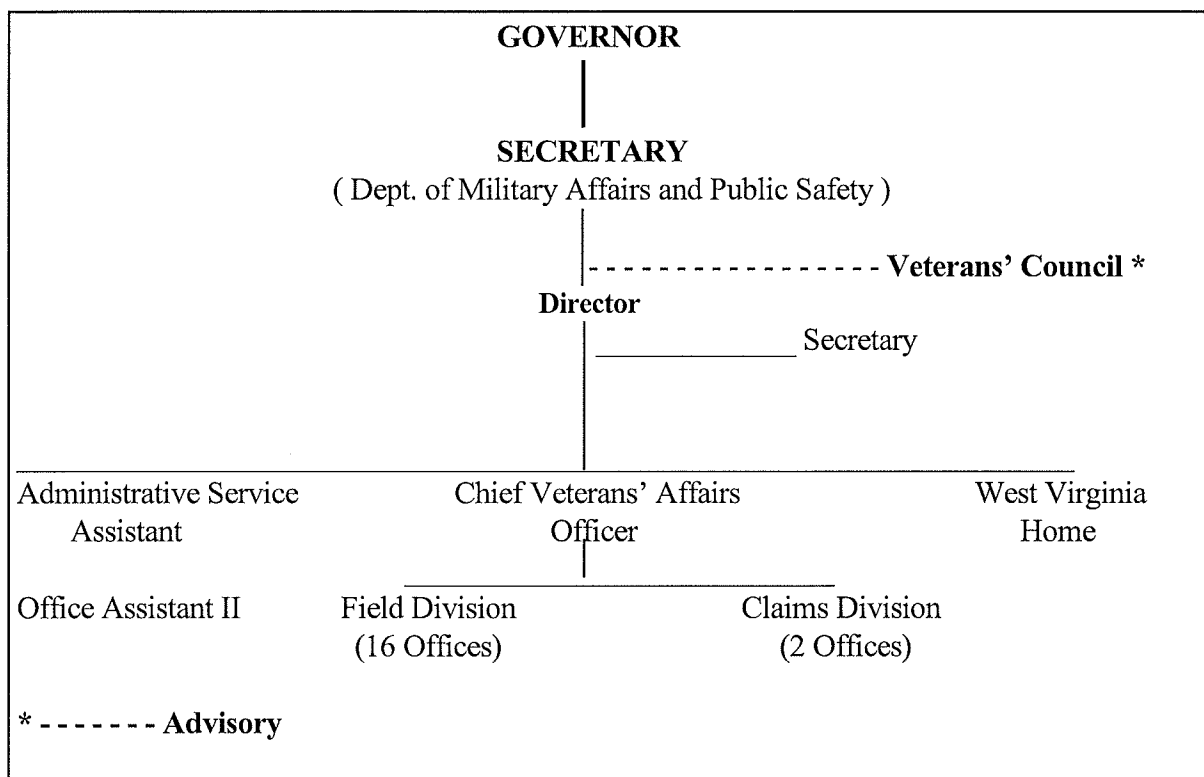 GOVERNOR
SECRETARY
( Dept. of Military Affairs and Public Safety )
- - - - - - - - - - - - - - - - - Veterans' Council *
Director
Secretary
Administrative Service Assistant
Chief Veterans' Affairs Officer
West Virginia Home
Office Assistant II
Field Division
(16 Offices)
Claims Division
(2 Offices)
* - - - - - - - Advisory